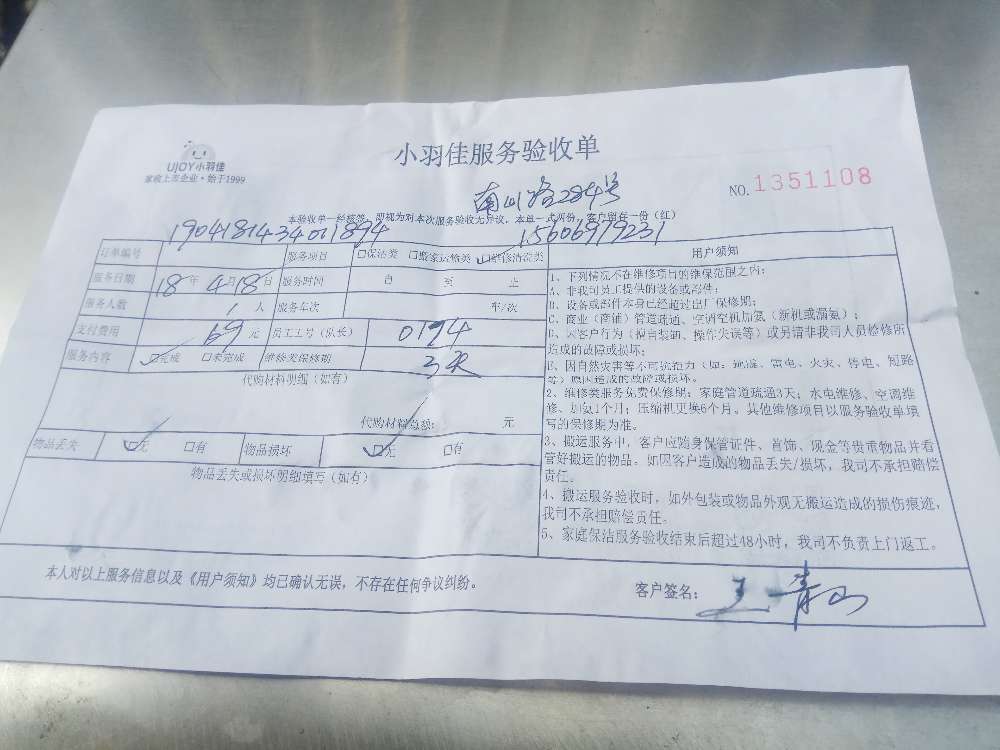 UJOY小羽佳
家政上市企业·始于1999
小羽佳服务验收单
NO.1351108
南山路284号
本验收单一经核签，即视为对本次服务验收无异议，本单一式两份，客户留存一份（红）
1904181434001894
15606919231
订单编号 服务项目 □保洁类 □搬家运输类 ☑维修清洗类
服务日期 18年4月18日 服务时间 自 至 止
服务人数 1人 服务车次 车/次
支付费用 69元 员工工号（队长） 0194
服务内容 ☑完成 □未完成 维修类保修期 3天
代购材料明细（如有）
代购材料总额： 元
物品丢失 ☑无 □有 物品损坏 ☑无 □有
物品丢失或损坏明细填写（如有）
用户须知
1、下列情况不在维修项目的维保范围之内：
A、非我司员工提供的设备或部件；
B、设备或部件本身已经超过出厂保修期；
C、商业（商铺）管道疏通、空调空机加氨（新机或漏氨）；
D、因客户行为（擅自装修、操作失误等）或另请非我司人员检修所
造成的故障或损坏；
E、因自然灾害等不可抗拒力（如：地震、雷电、火灾、停电、短路
等）原因造成的故障或损坏。
2、维修类服务免费保修期：家庭管道疏通3天；水电维修、空调维
修、加氨1个月；压缩机更换6个月。其他维修项目以服务验收单填
写的保修期为准。
3、搬运服务中，客户应随身保管证件、首饰、现金等贵重物品并看
管好搬运的物品。如因客户造成的物品丢失/损坏，我司不承担赔偿
责任。
4、搬运服务验收时，如外包装或物品外观无搬运造成的损伤痕迹，
我司不承担赔偿责任。
5、家庭保洁服务验收结束后超过48小时，我司不负责上门返工。
本人对以上服务信息以及《用户须知》均已确认无误，不存在任何争议纠纷。
客户签名： 王青山